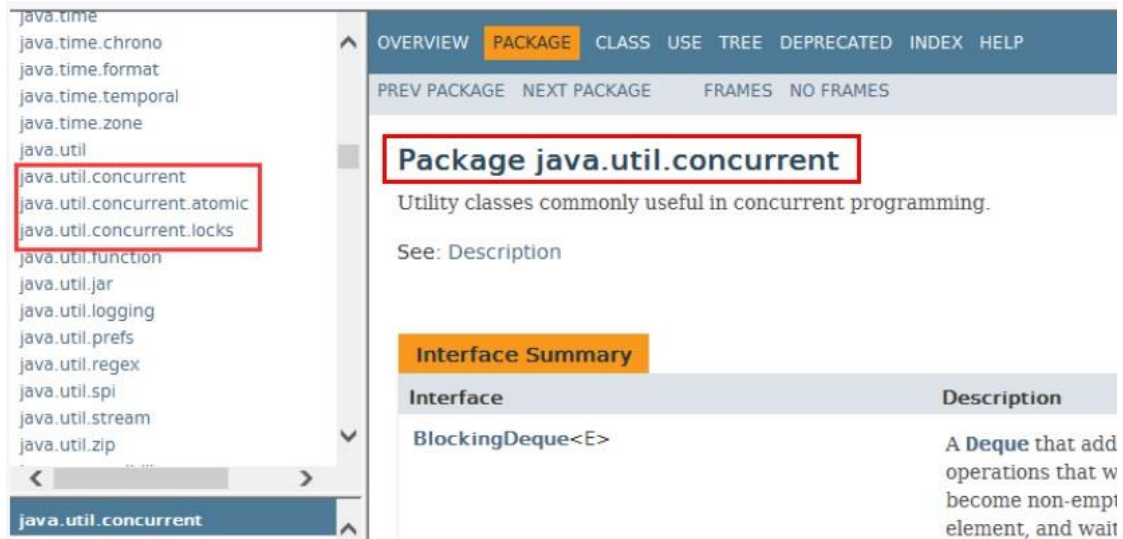 java.time
java.time.chrono
java.time.format
java.time.temporal
java.time.zone
java.util
java.util.concurrent
java.util.concurrent.atomic
java.util.concurrent.locks
java.util.function
java.util.jar
java.util.logging
java.util.prefs
java.util.regex
java.util.spi
java.util.stream
java.util.zip
java.util.concurrent
OVERVIEW PACKAGE CLASS USE TREE DEPRECATED INDEX HELP
PREV PACKAGE NEXT PACKAGE FRAMES NO FRAMES
Package java.util.concurrent
Utility classes commonly useful in concurrent programming.
See: Description
Interface Summary
Interface Description
BlockingDeque<E> A Deque that add
operations that w
become non-empt
element, and wait